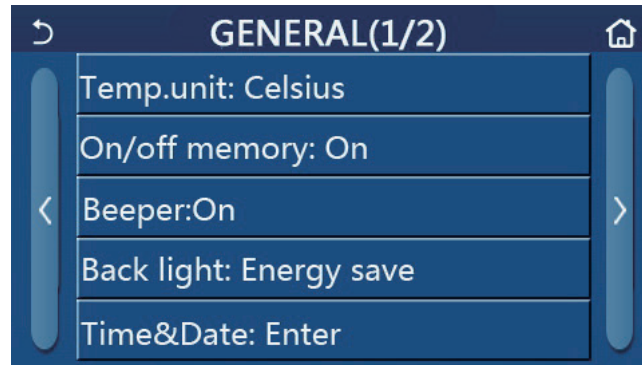 GENERAL(1/2)
Temp.unit: Celsius
On/off memory: On
Beeper:On
Back light: Energy save
Time&Date: Enter